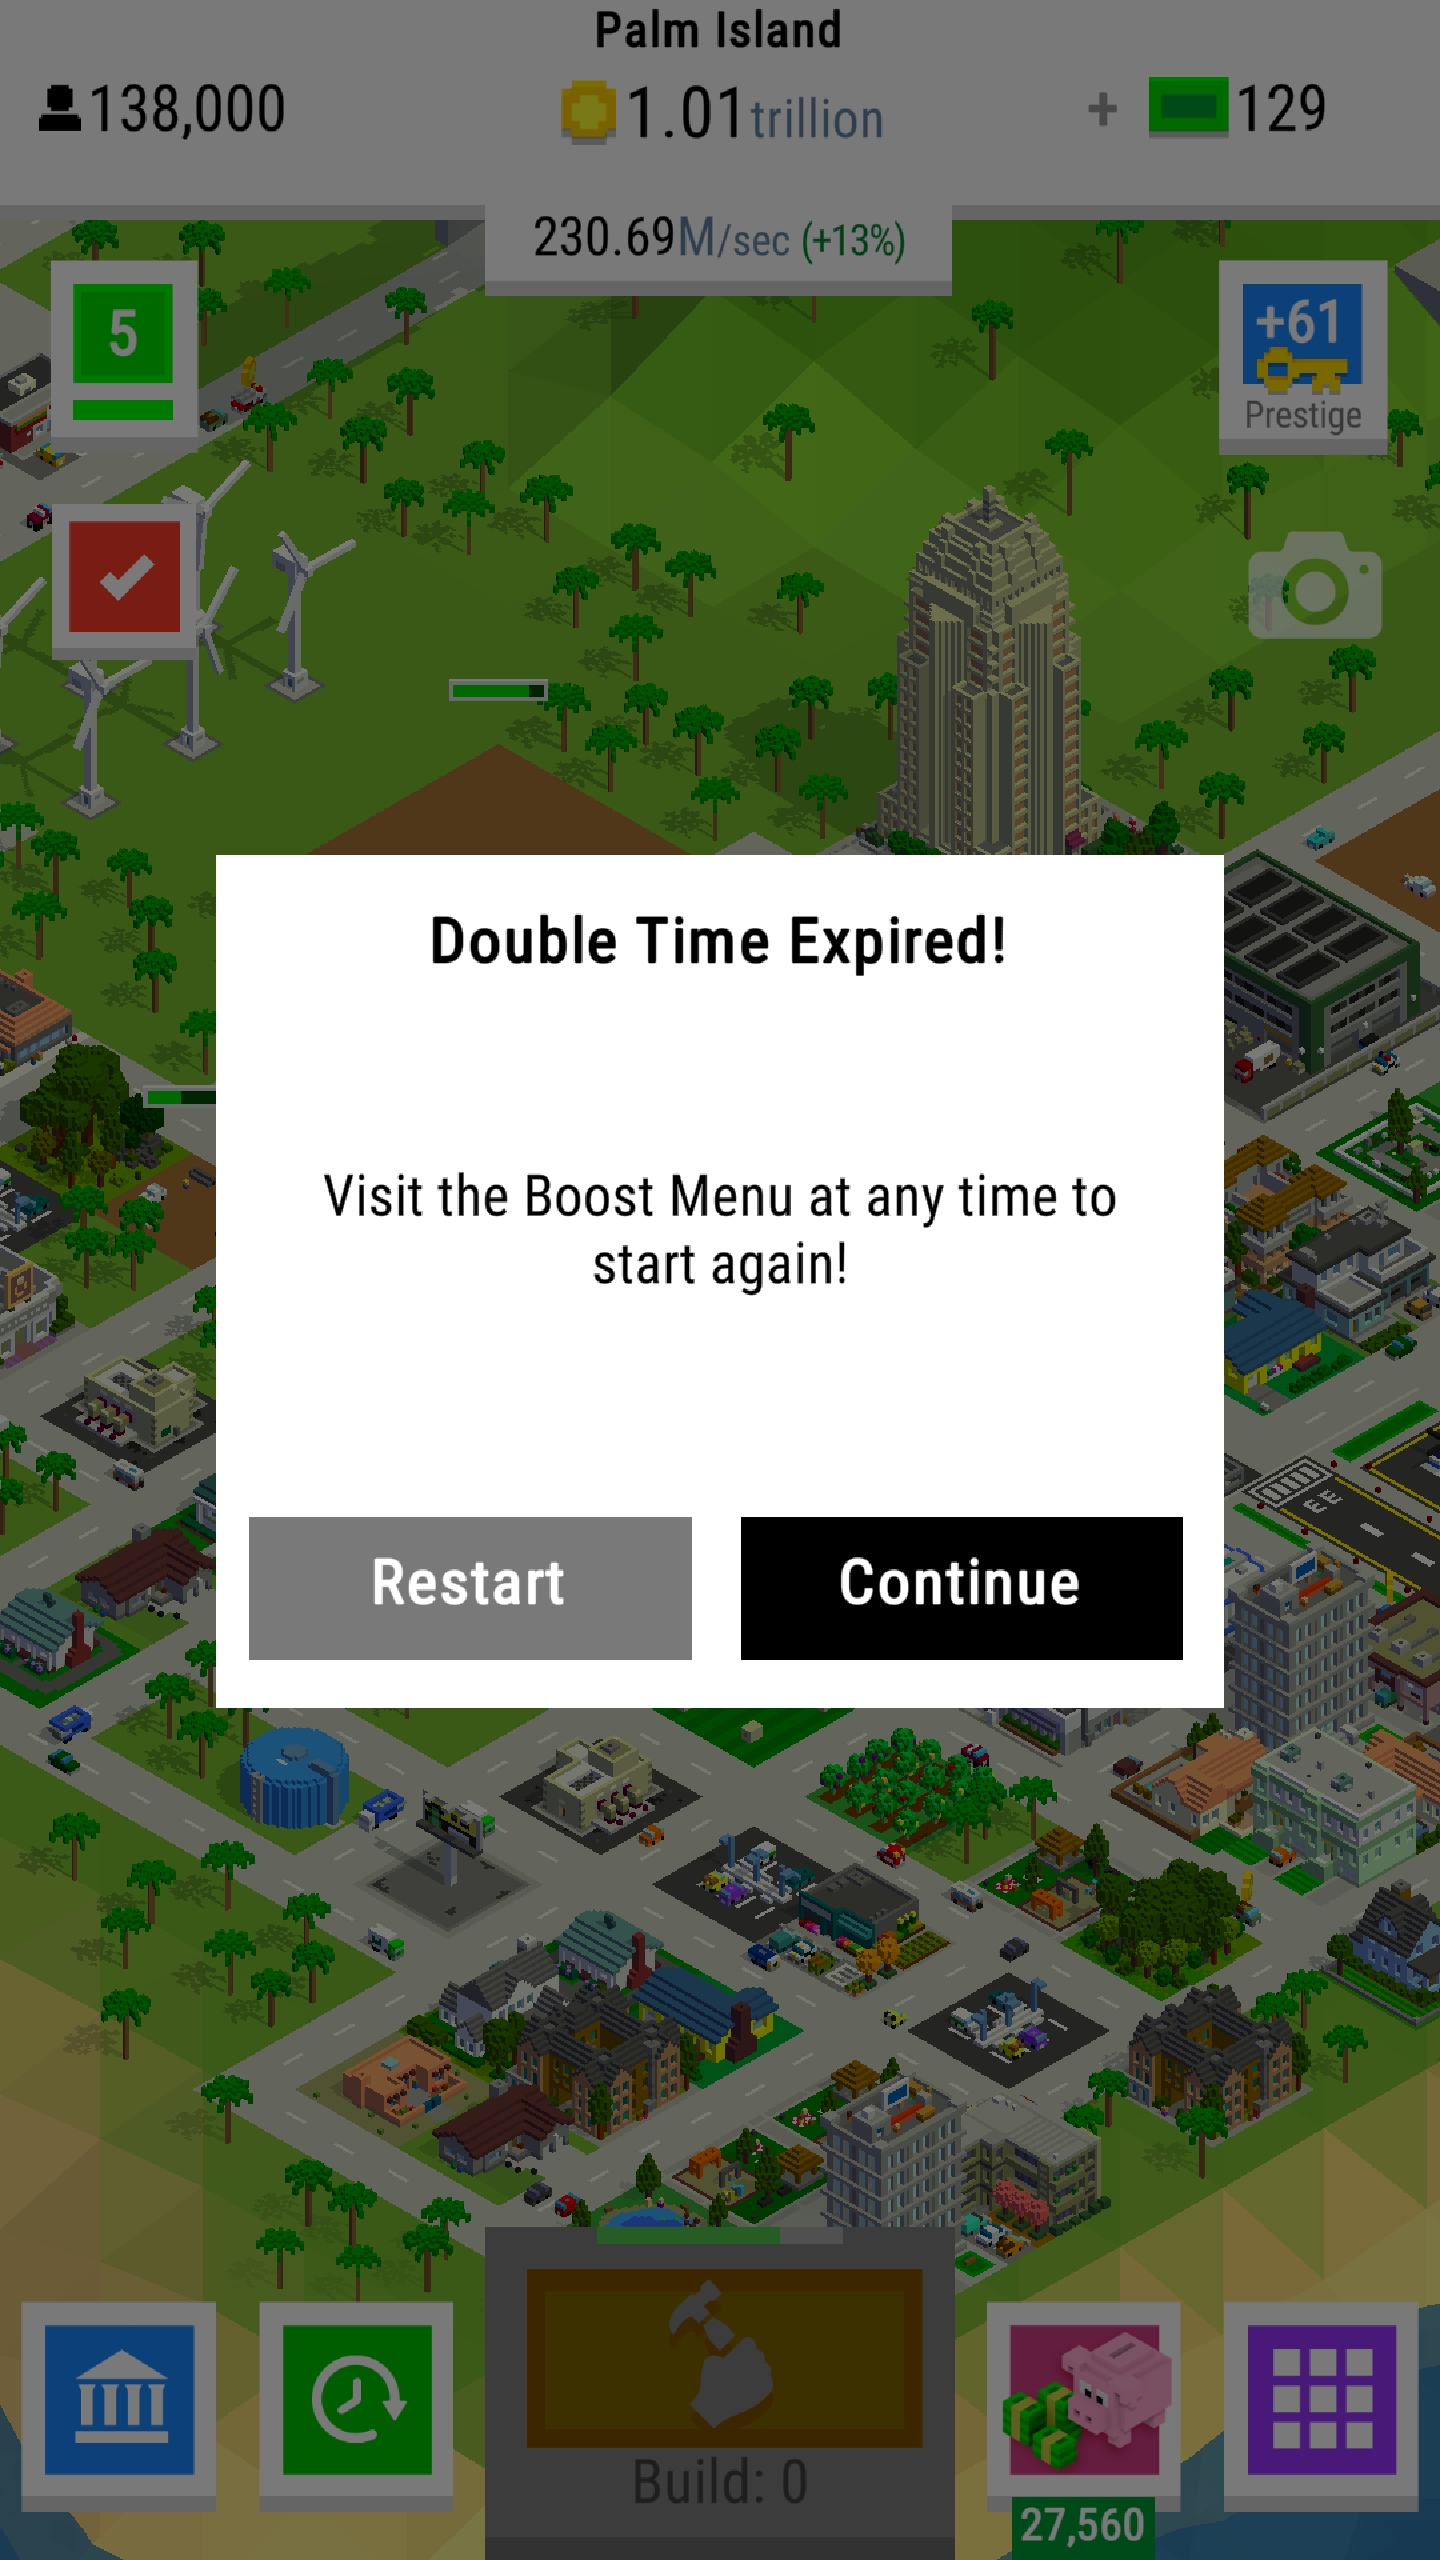 Palm Island
138,000
1.01 trillion
+ 129
230.69M/sec (+13%)
5
+61
Prestige
Double Time Expired!
Visit the Boost Menu at any time to
start again!
Restart
Continue
Build: 0
27,560